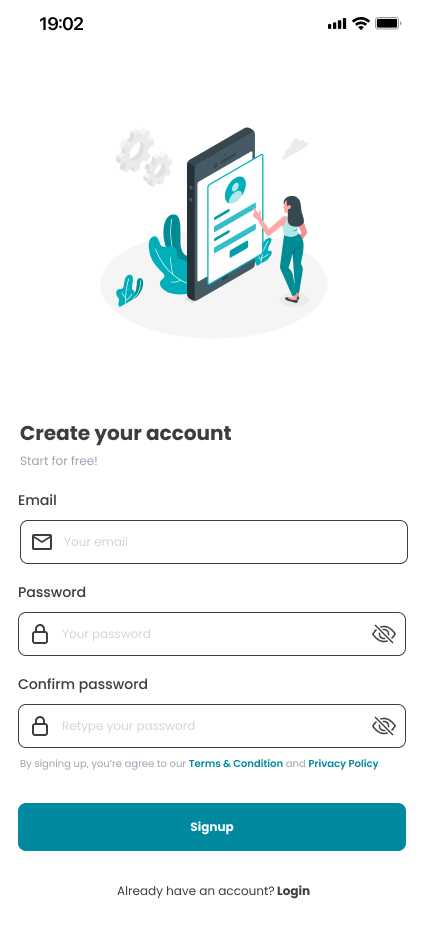 19:02
Create your account
Start for free!
Email
Your email
Password
Your password
Confirm password
Retype your password
By signing up, you're agree to our Terms & Condition and Privacy Policy
Signup
Already have an account? Login